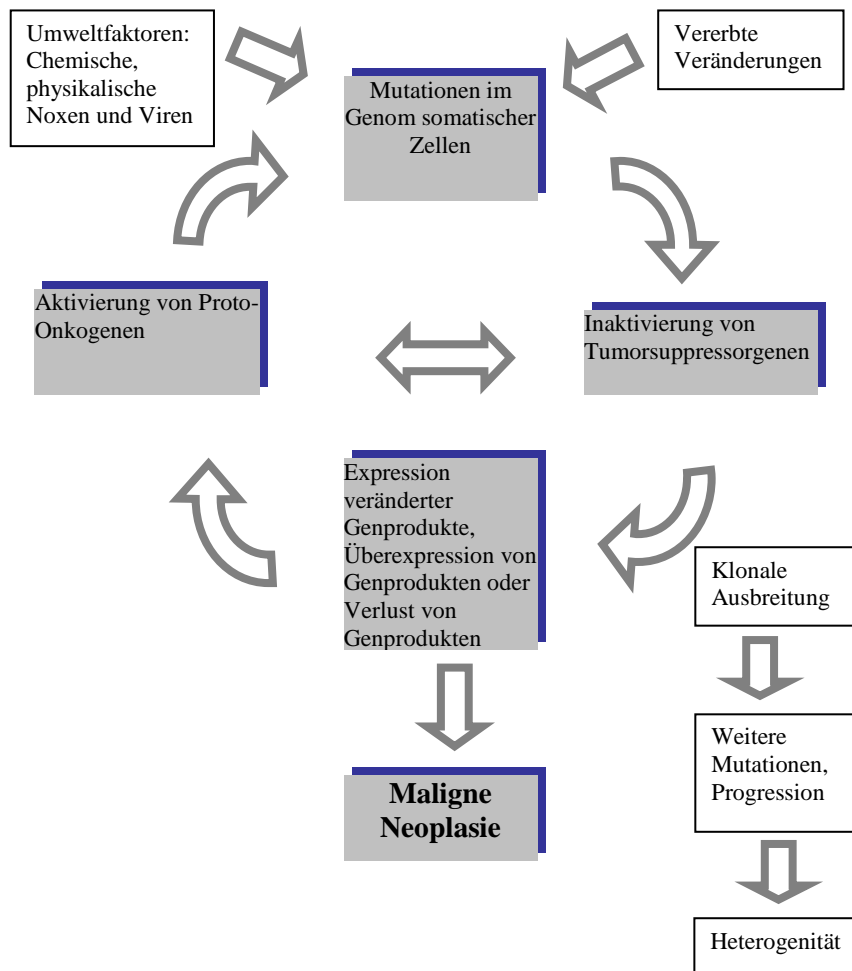 Umweltfaktoren:
Chemische,
physikalische
Noxen und Viren
Vererbte
Veränderungen
Mutationen im
Genom somatischer
Zellen
Aktivierung von Proto-
Onkogenen
Inaktivierung von
Tumorsuppressorgenen
Expression
veränderter
Genprodukte,
Überexpression von
Genprodukten oder
Verlust von
Genprodukten
Klonale
Ausbreitung
Weitere
Mutationen,
Progression
Maligne
Neoplasie
Heterogenität